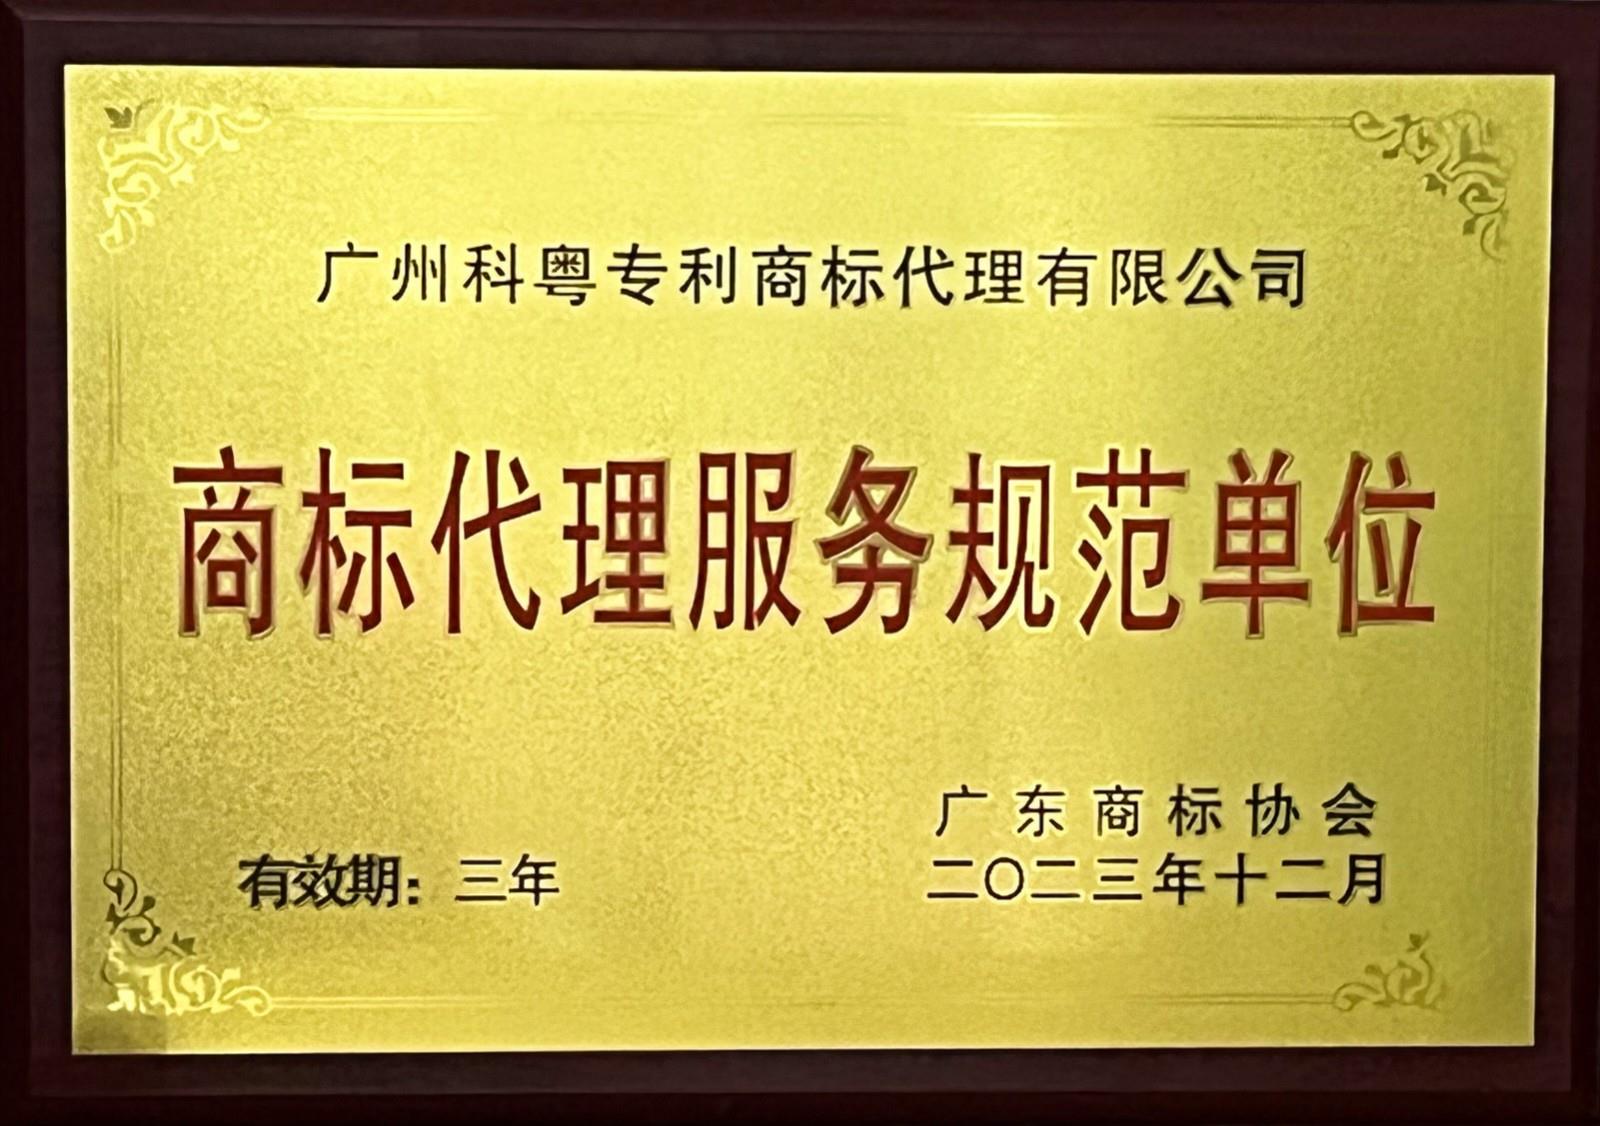 广州科粤专利商标代理有限公司
商标代理服务规范单位
广东商标协会
有效期：三年
二〇二三年十二月